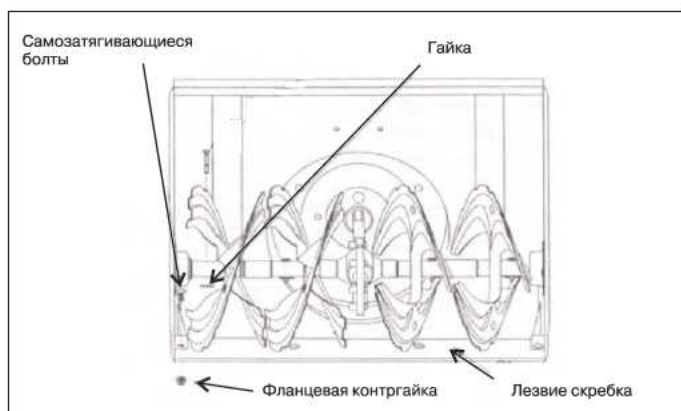 Самозатягивающиеся
болты
Гайка
Фланцевая контргайка
Лезвие скребка